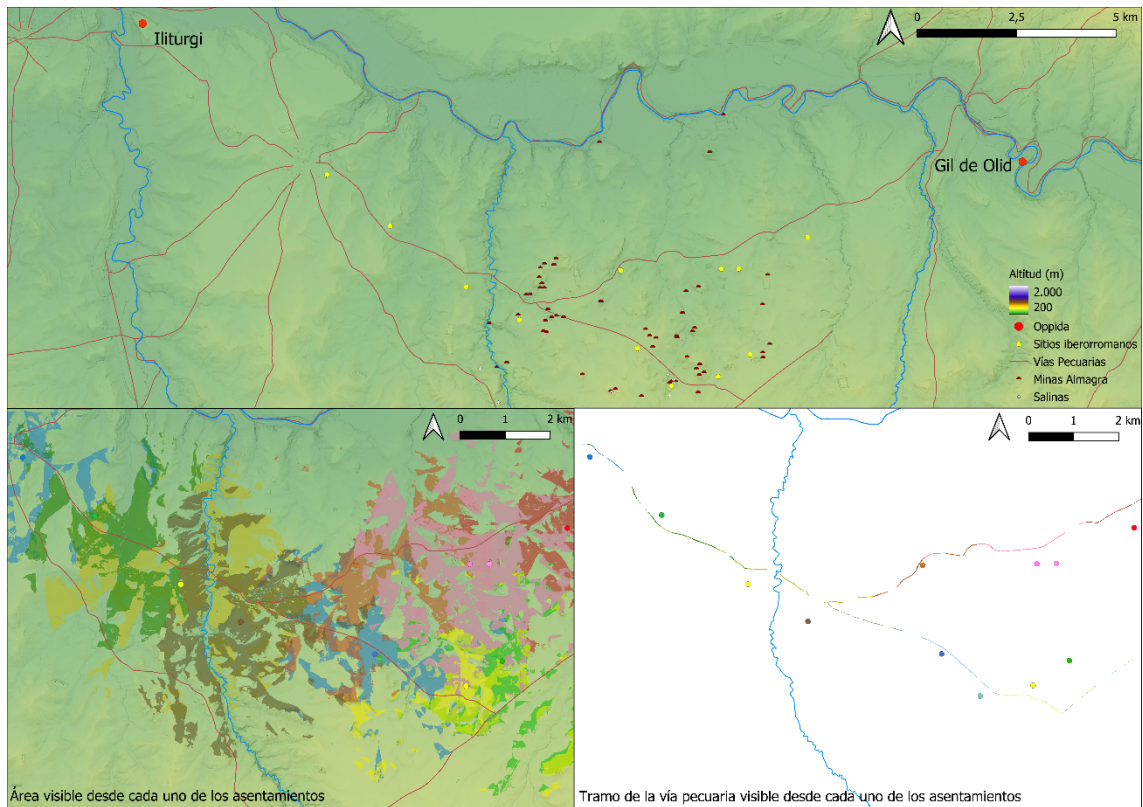 Iliturgi
0 2,5 5 km
Gil de Olid
Altitud (m)
2.000
200
Oppida
Sitios iberorromanos
Vías Pecuarias
Minas Almagra
Salinas
0 1 2 km
Área visible desde cada uno de los asentamientos
0 1 2 km
Tramo de la vía pecuaria visible desde cada uno de los asentamientos